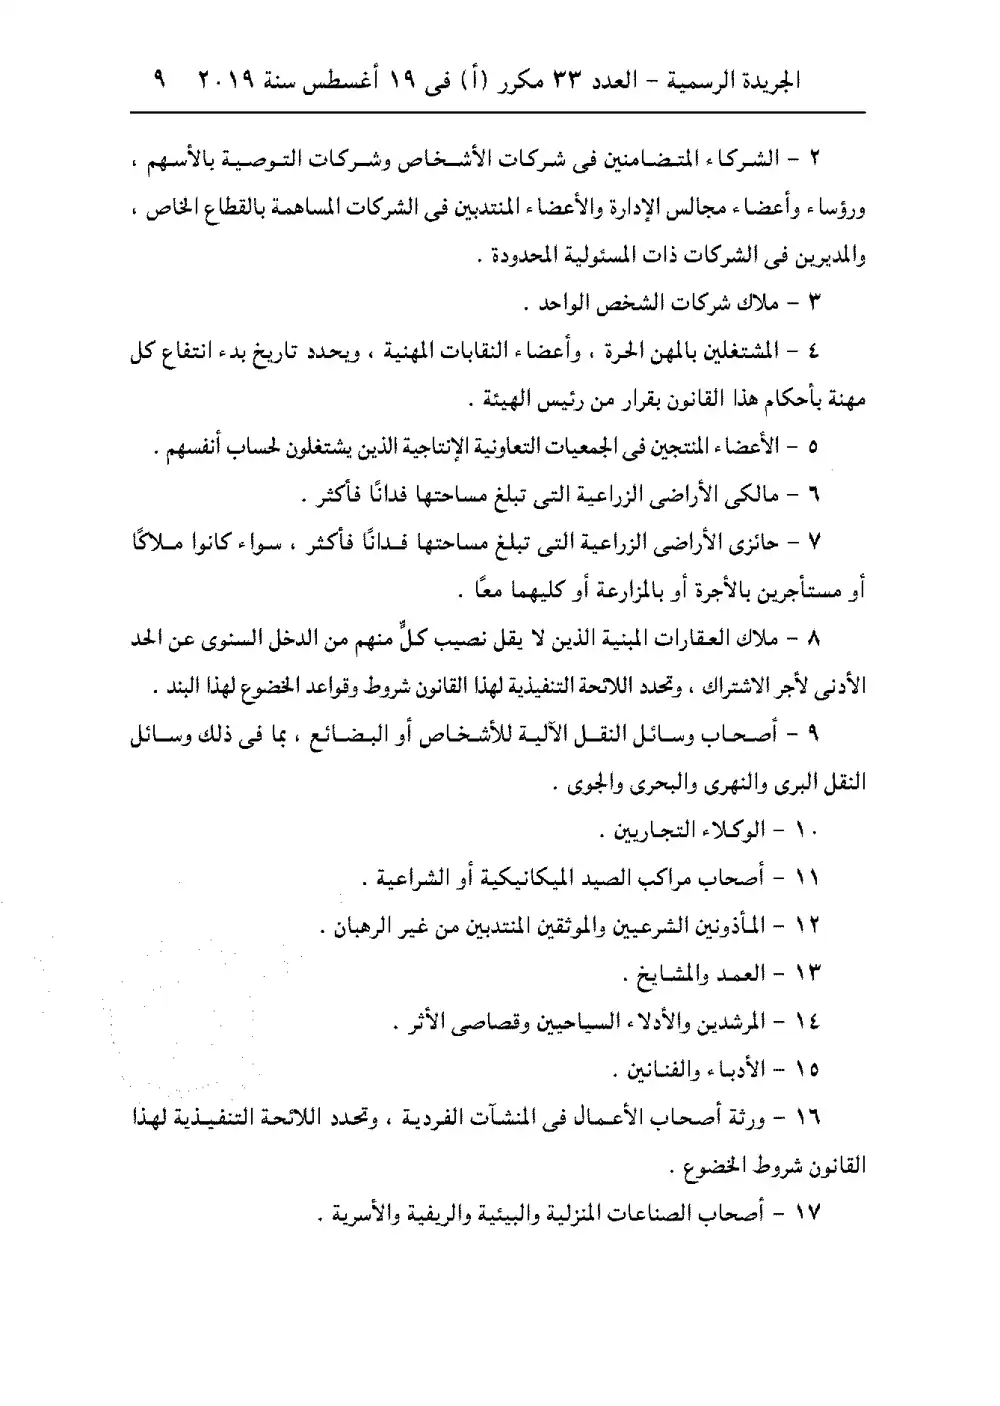 الجريدة الرسمية – العدد ٣٣ مكرر (أ) فى ١٩ أغسطس سنة ٢٠١٩ ٩
٢ – الشركاء المتضامنين فى شركات الأشخاص وشركات التوصية بالأسهم ،
ورؤساء وأعضاء مجالس الإدارة والأعضاء المنتدبين فى الشركات المساهمة بالقطاع الخاص ،
والمديرين فى الشركات ذات المسئولية المحدودة .
٣ – ملاك شركات الشخص الواحد .
٤ – المشتغلين بالمهن الحرة ، وأعضاء النقابات المهنية ، ويحدد تاريخ بدء انتفاع كل
مهنة بأحكام هذا القانون بقرار من رئيس الهيئة .
٥ – الأعضاء المنتجين فى الجمعيات التعاونية الإنتاجية الذين يشتغلون لحساب أنفسهم .
٦ – مالكى الأراضى الزراعية التى تبلغ مساحتها فدانًا فأكثر .
٧ – حائزى الأراضى الزراعية التى تبلغ مساحتها فدانًا فأكثر ، سواء كانوا ملاكًا
أو مستأجرين بالأجرة أو بالمزارعة أو كليهما معًا .
٨ – ملاك العقارات المبنية الذين لا يقل نصيب كلٍّ منهم من الدخل السنوى عن الحد
الأدنى لأجر الاشتراك ، وتحدد اللائحة التنفيذية لهذا القانون شروط وقواعد الخضوع لهذا البند .
٩ – أصحاب وسائل النقل الآلية للأشخاص أو البضائع ، بما فى ذلك وسائل
النقل البرى والنهرى والبحرى والجوى .
١٠ – الوكلاء التجاريين .
١١ – أصحاب مراكب الصيد الميكانيكية أو الشراعية .
١٢ – المأذونين الشرعيين والموثقين المنتدبين من غير الرهبان .
١٣ – العمد والمشايخ .
١٤ – المرشدين والأدلاء السياحيين وقصاصى الأثر .
١٥ – الأدباء والفنانين .
١٦ – ورثة أصحاب الأعمال فى المنشآت الفردية ، وتحدد اللائحة التنفيذية لهذا
القانون شروط الخضوع .
١٧ – أصحاب الصناعات المنزلية والبيئية والريفية والأسرية .